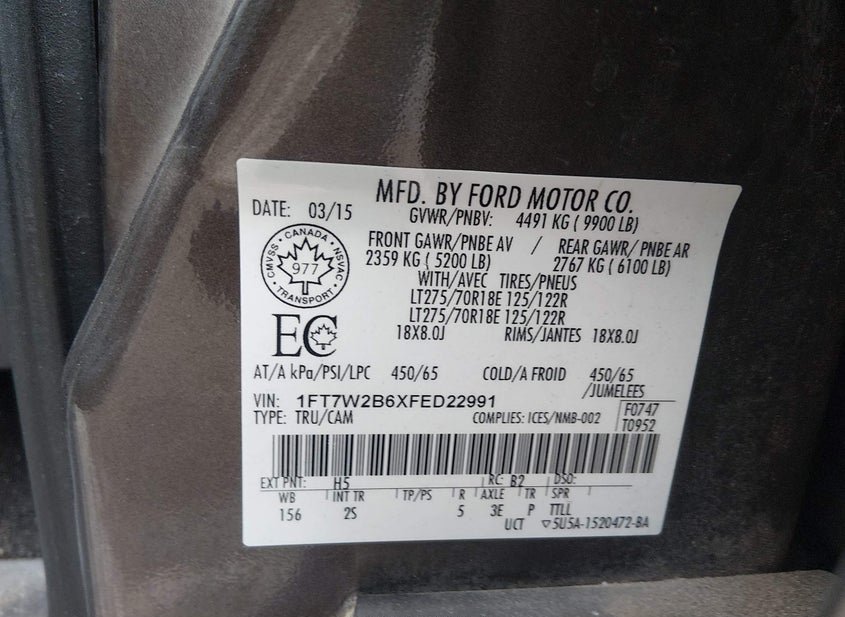 MFD. BY FORD MOTOR CO.
DATE: 03/15
GVWR/PNBV: 4491 KG ( 9900 LB)
FRONT GAWR/PNBE AV / REAR GAWR/ PNBE AR
2359 KG ( 5200 LB) 2767 KG ( 6100 LB)
CMVSS • CANADA • NSVAC • TRANSPORT •
977
WITH/AVEC TIRES/PNEUS
LT275/70R18E 125/122R
LT275/70R18E 125/122R
18X8.0J RIMS/JANTES 18X8.0J
EC
AT/A kPa/PSI/LPC 450/65 COLD/A FROID 450/65
/JUMELEES
VIN: 1FT7W2B6XFED22991
F0747
TYPE: TRU/CAM COMPLIES: ICES/NMB-002
T0952
EXT PNT: H5 RC: B2 DSO:
WB INT TR TP/PS R AXLE TR SPR
156 2S 5 3E P TTLL
UCT ▽5U5A-1520472-BA